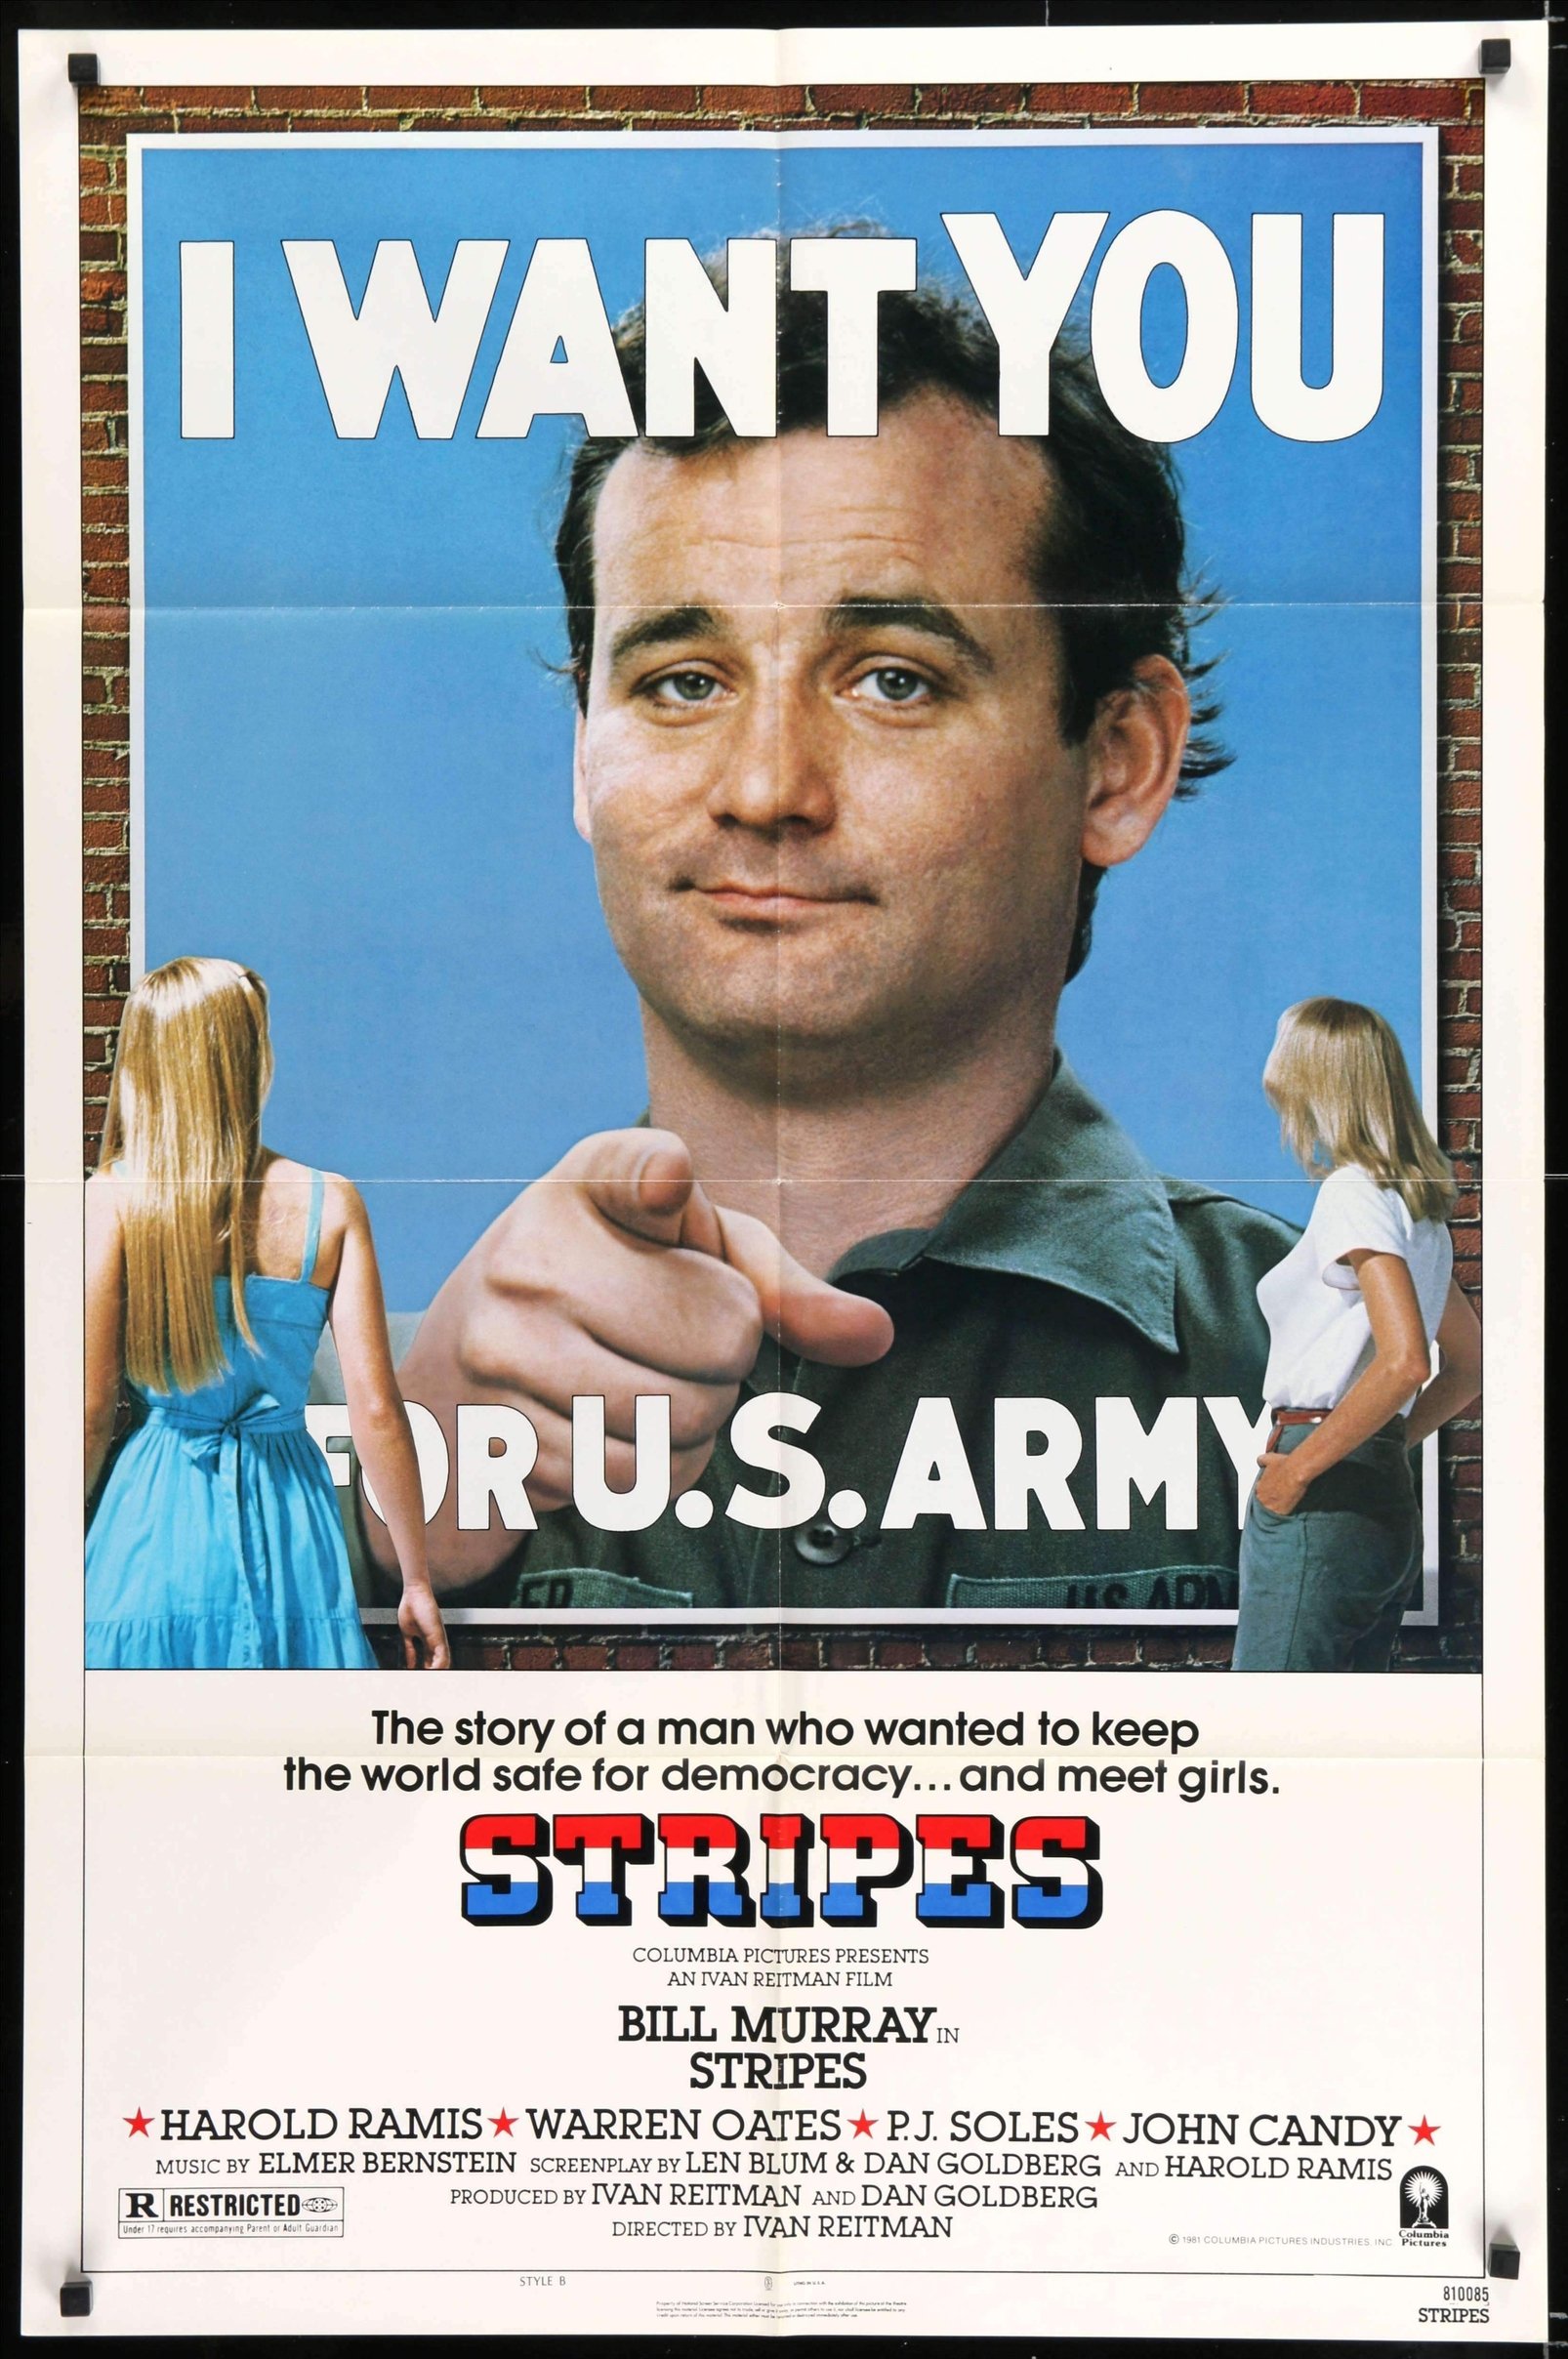 I WANT YOU
FOR U.S. ARMY
ER
U.S. ARM
The story of a man who wanted to keep
the world safe for democracy...and meet girls.
STRIPES
COLUMBIA PICTURES PRESENTS
AN IVAN REITMAN FILM
BILL MURRAY IN
STRIPES
★HAROLD RAMIS★WARREN OATES★P.J. SOLES★JOHN CANDY★
MUSIC BY ELMER BERNSTEIN SCREENPLAY BY LEN BLUM & DAN GOLDBERG AND HAROLD RAMIS
PRODUCED BY IVAN REITMAN AND DAN GOLDBERG
DIRECTED BY IVAN REITMAN
R RESTRICTED
Under 17 requires accompanying Parent or Adult Guardian
© 1981 COLUMBIA PICTURES INDUSTRIES, INC.
Columbia
Pictures
STYLE B
810085
STRIPES